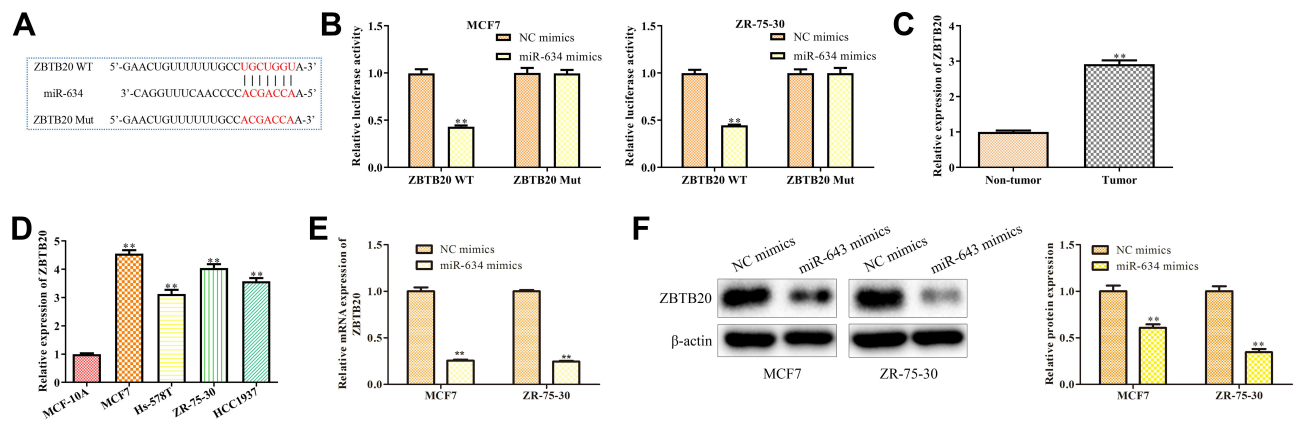 A
ZBTB20 WT 5'-GAACUGUUUUUUGCCUGCUGGUA-3'
miR-634 3'-CAGGUUUCAACCCCACGACCAA-5'
ZBTB20 Mut 5'-GAACUGUUUUUUGCCACGACCAA-3'
B
MCF7
NC mimics
miR-634 mimics
Relative luciferase activity
1.5
1.0
0.5
0.0
**
ZBTB20 WT ZBTB20 Mut
ZR-75-30
NC mimics
miR-634 mimics
Relative luciferase activity
1.5
1.0
0.5
0.0
**
ZBTB20 WT ZBTB20 Mut
C
Relative expression of ZBTB20
4
3
2
1
0
**
Non-tumor Tumor
D
Relative expression of ZBTB20
5
4
3
2
1
0
** ** ** **
MCF-10A MCF7 Hs-578T ZR-75-30 HCC1937
E
NC mimics
miR-634 mimics
Relative mRNA expression of
ZBTB20
1.5
1.0
0.5
0.0
** **
MCF7 ZR-75-30
F
NC mimics miR-643 mimics NC mimics miR-643 mimics
ZBTB20
β-actin
MCF7 ZR-75-30
NC mimics
miR-634 mimics
Relative protein expression
1.5
1.0
0.5
0.0
** **
MCF7 ZR-75-30